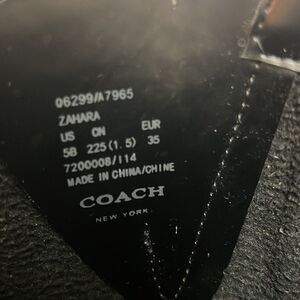 06299/A7965
ZAHARA
US CN EUR
5B 225(1.5) 35
7200008/114
MADE IN CHINA/CHINE
COACH
NEW YORK